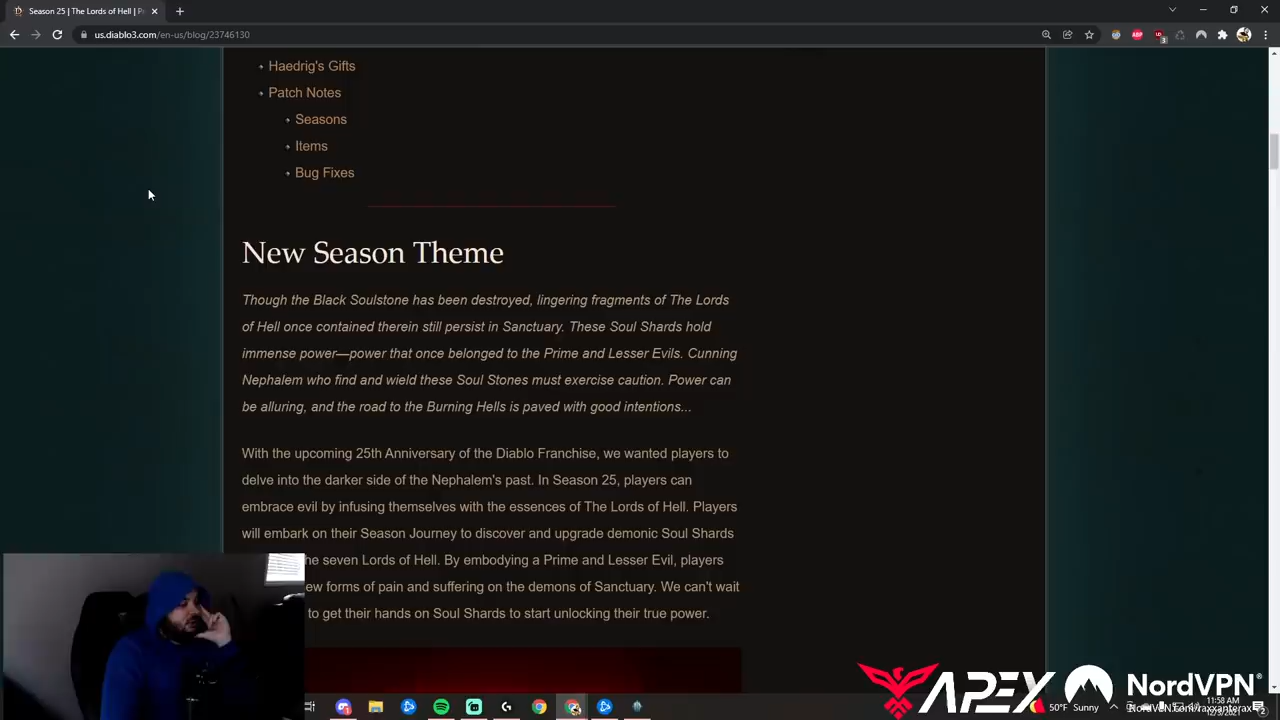 Season 25 | The Lords of Hell | P
us.diablo3.com/en-us/blog/23746130
Haedrig's Gifts
Patch Notes
Seasons
Items
Bug Fixes
New Season Theme
Though the Black Soulstone has been destroyed, lingering fragments of The Lords
of Hell once contained therein still persist in Sanctuary. These Soul Shards hold
immense power—power that once belonged to the Prime and Lesser Evils. Cunning
Nephalem who find and wield these Soul Stones must exercise caution. Power can
be alluring, and the road to the Burning Hells is paved with good intentions...
With the upcoming 25th Anniversary of the Diablo Franchise, we wanted players to
delve into the darker side of the Nephalem's past. In Season 25, players can
embrace evil by infusing themselves with the essences of The Lords of Hell. Players
will embark on their Season Journey to discover and upgrade demonic Soul Shards
he seven Lords of Hell. By embodying a Prime and Lesser Evil, players
ew forms of pain and suffering on the demons of Sanctuary. We can't wait
to get their hands on Soul Shards to start unlocking their true power.
APEX
NordVPN®
50°F Sunny
11:58 AM